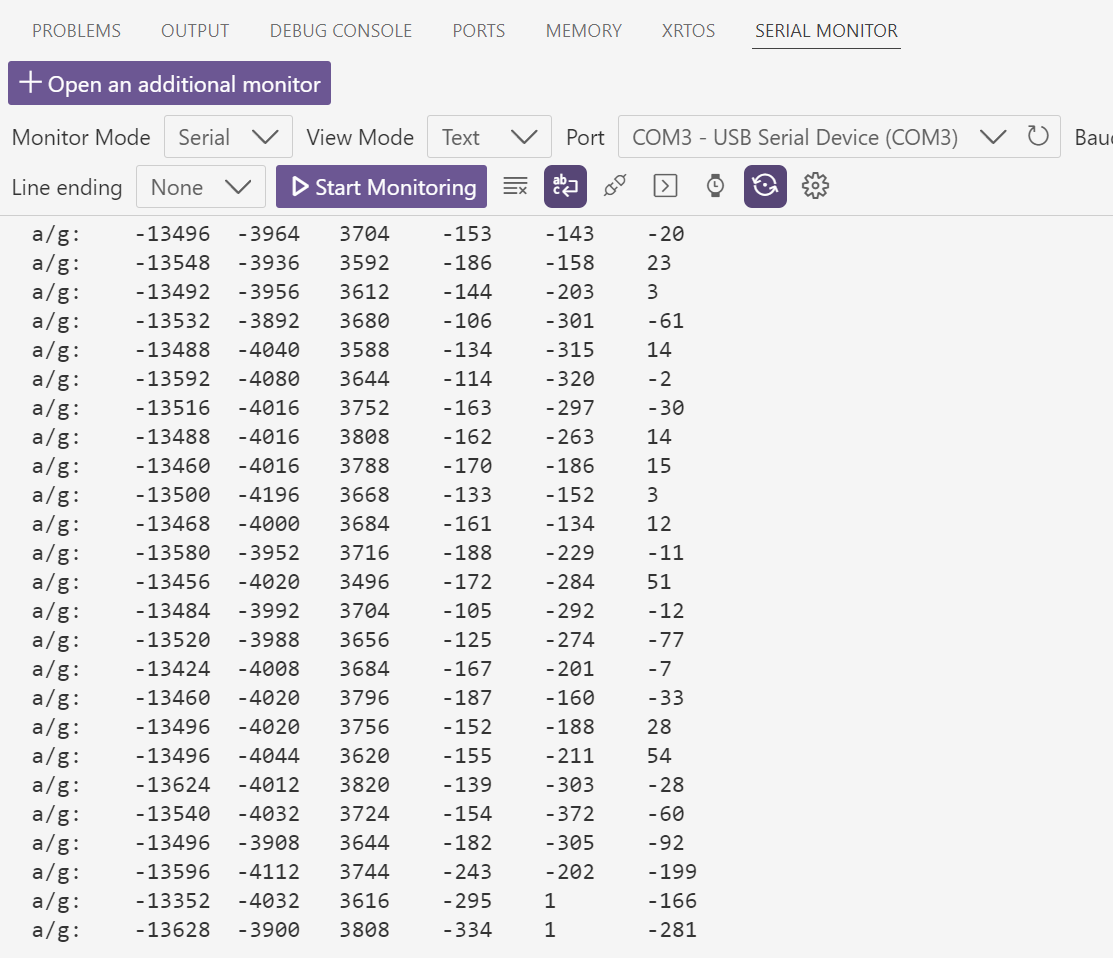 PROBLEMS OUTPUT DEBUG CONSOLE PORTS MEMORY XRTOS SERIAL MONITOR
Open an additional monitor
Monitor Mode Serial View Mode Text Port COM3 - USB Serial Device (COM3) Baud
Line ending None Start Monitoring
a/g: -13496 -3964 3704 -153 -143 -20
a/g: -13548 -3936 3592 -186 -158 23
a/g: -13492 -3956 3612 -144 -203 3
a/g: -13532 -3892 3680 -106 -301 -61
a/g: -13488 -4040 3588 -134 -315 14
a/g: -13592 -4080 3644 -114 -320 -2
a/g: -13516 -4016 3752 -163 -297 -30
a/g: -13488 -4016 3808 -162 -263 14
a/g: -13460 -4016 3788 -170 -186 15
a/g: -13500 -4196 3668 -133 -152 3
a/g: -13468 -4000 3684 -161 -134 12
a/g: -13580 -3952 3716 -188 -229 -11
a/g: -13456 -4020 3496 -172 -284 51
a/g: -13484 -3992 3704 -105 -292 -12
a/g: -13520 -3988 3656 -125 -274 -77
a/g: -13424 -4008 3684 -167 -201 -7
a/g: -13460 -4020 3796 -187 -160 -33
a/g: -13496 -4020 3756 -152 -188 28
a/g: -13496 -4044 3620 -155 -211 54
a/g: -13624 -4012 3820 -139 -303 -28
a/g: -13540 -4032 3724 -154 -372 -60
a/g: -13496 -3908 3644 -182 -305 -92
a/g: -13596 -4112 3744 -243 -202 -199
a/g: -13352 -4032 3616 -295 1 -166
a/g: -13628 -3900 3808 -334 1 -281